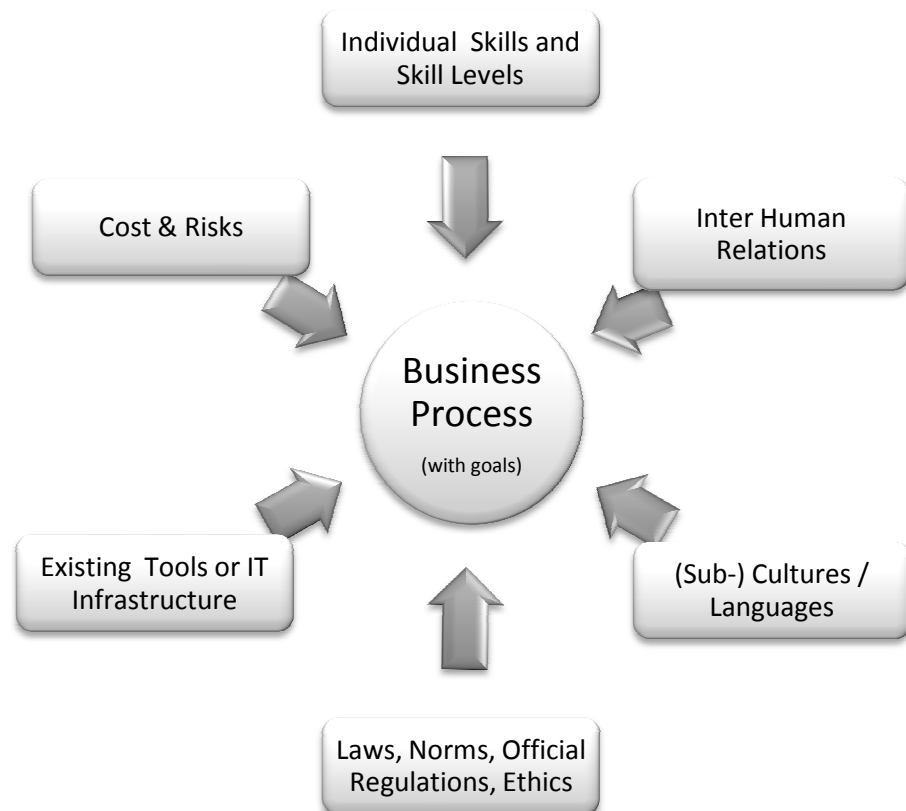 Individual Skills and
Skill Levels
Cost & Risks
Inter Human
Relations
Business
Process
(with goals)
Existing Tools or IT
Infrastructure
(Sub-) Cultures /
Languages
Laws, Norms, Official
Regulations, Ethics